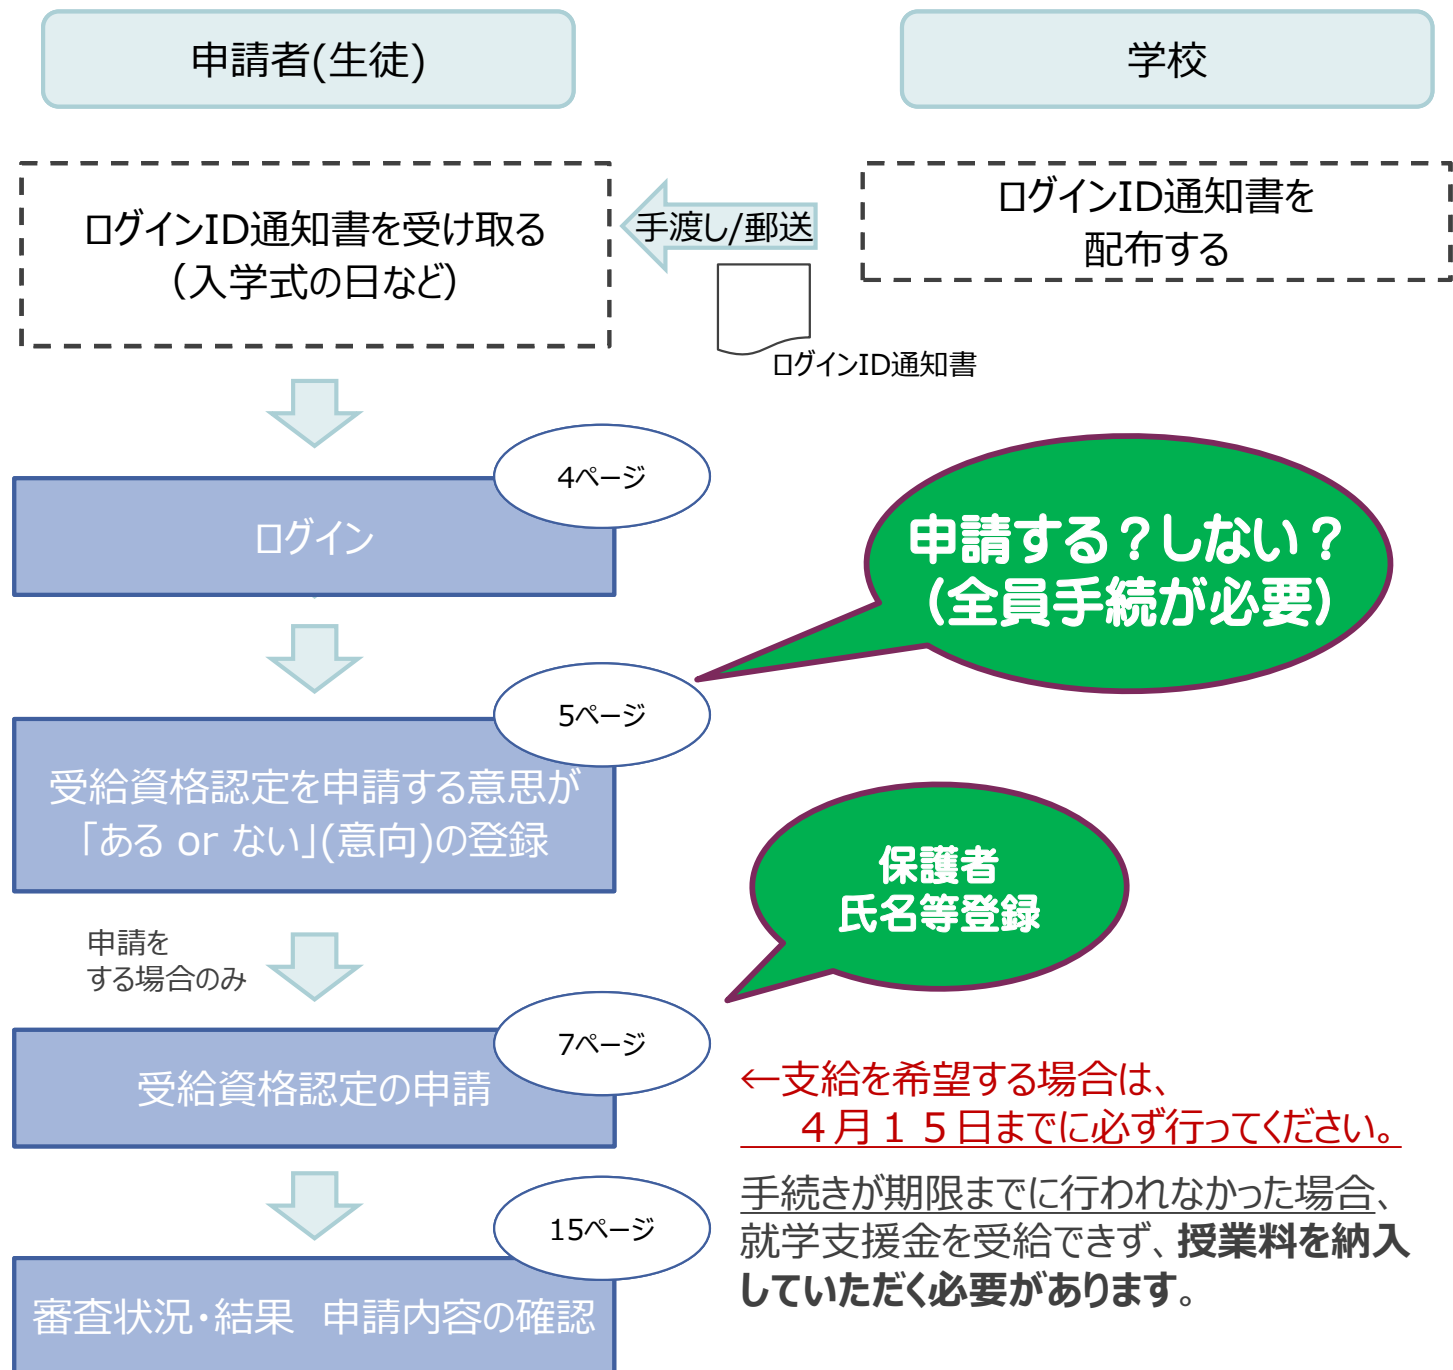 申請者(生徒)
学校
ログインID通知書を受け取る
（入学式の日など）
手渡し/郵送
ログインID通知書を
配布する
ログインID通知書
4ページ
ログイン
申請する？しない？
（全員手続が必要）
5ページ
受給資格認定を申請する意思が
「ある or ない」(意向)の登録
保護者
氏名等登録
申請を
する場合のみ
7ページ
受給資格認定の申請
←支給を希望する場合は、
４月１５日までに必ず行ってください。
手続きが期限までに行われなかった場合、
就学支援金を受給できず、授業料を納入
していただく必要があります。
15ページ
審査状況・結果　申請内容の確認